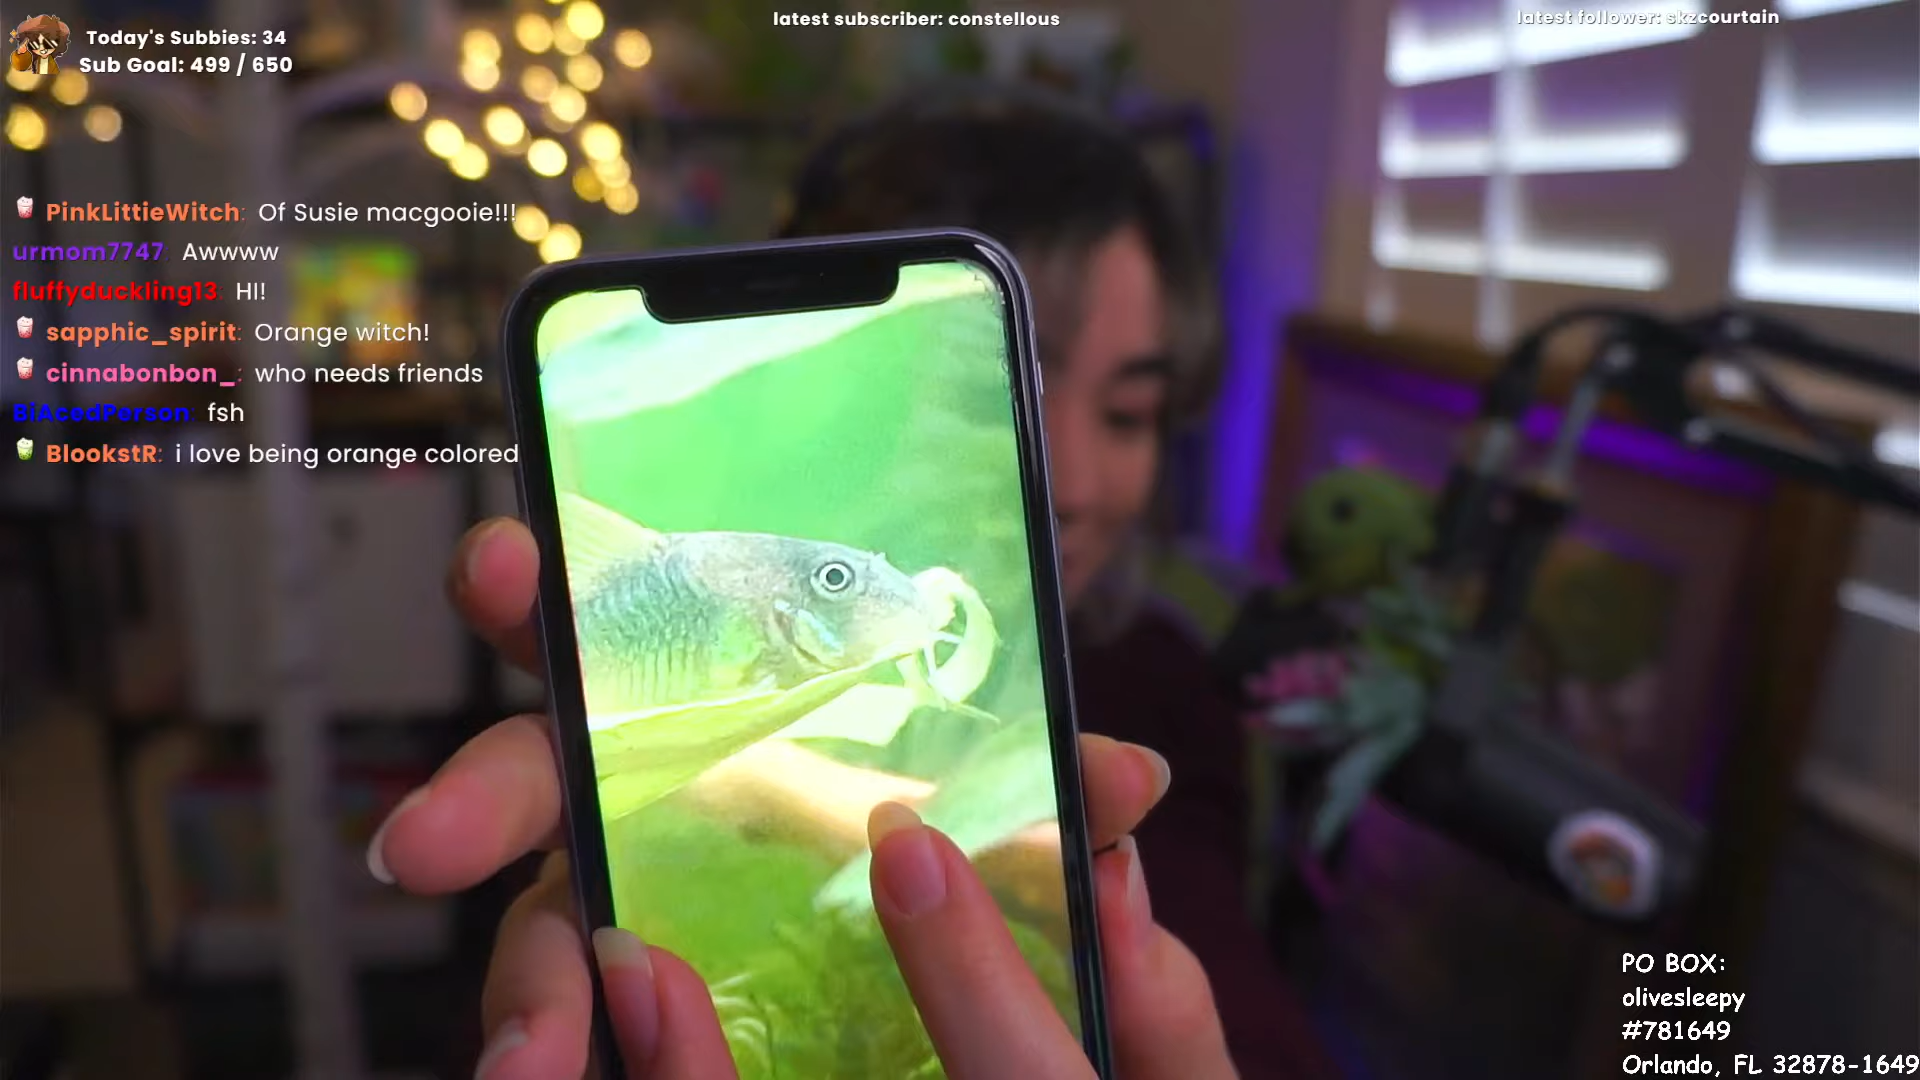 Today's Subbies: 34
Sub Goal: 499 / 650
latest subscriber: constellous
latest follower: skzcourtain
PinkLittieWitch: Of Susie macgooie!!!
urmom7747: Awwww
fluffyduckling13: HI!
sapphic_spirit: Orange witch!
cinnabonbon_: who needs friends
BiAcedPerson: fsh
BlookstR: i love being orange colored
PO BOX:
olivesleepy
#781649
Orlando, FL 32878-1649